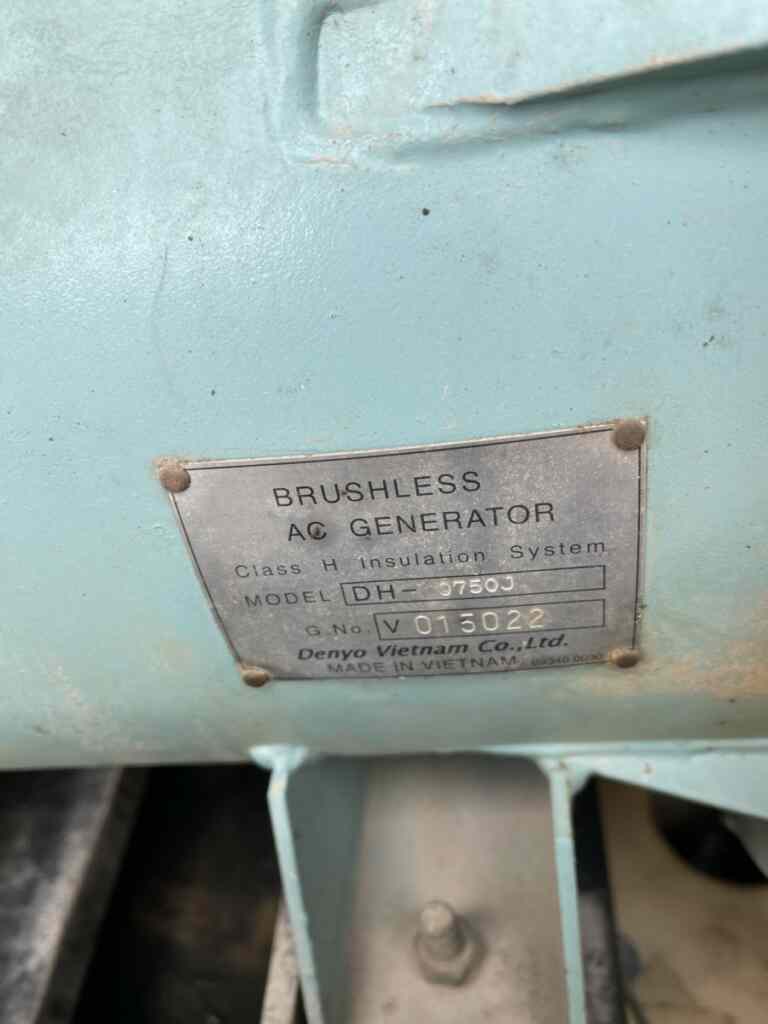 BRUSHLESS
AC GENERATOR
Class H Insulation System
MODEL DH- 0750J
G.No. V 015022
Denyo Vietnam Co.,Ltd.
MADE IN VIETNAM